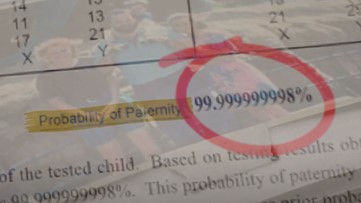 14
11
17
X
13
21
Y
21
X
Probability of Paternity 99.999999998%
of the tested child. Based on testing results
99.999999998%. This probability of paternity